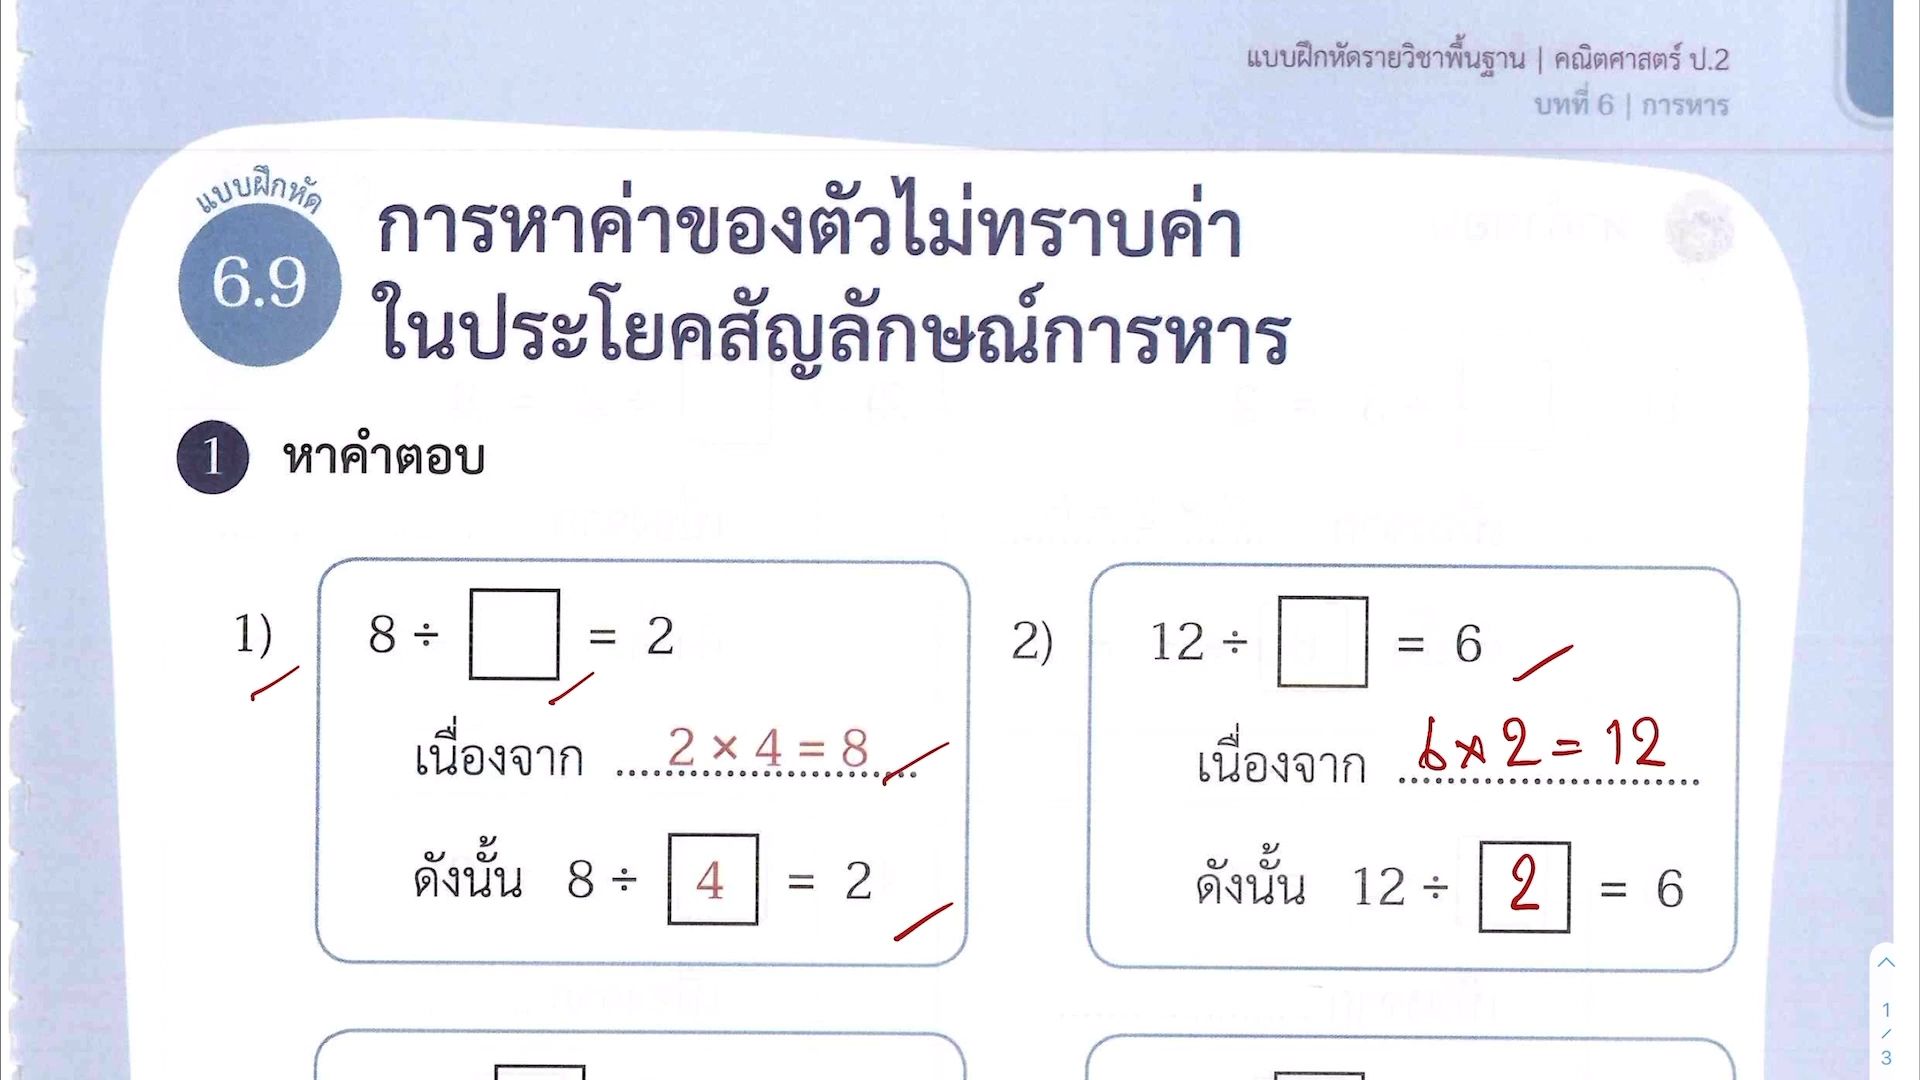 แบบฝึกหัดรายวิชาพื้นฐาน | คณิตศาสตร์ ป.2
บทที่ 6 | การหาร
แบบฝึกหัด
6.9
การหาค่าของตัวไม่ทราบค่า
ในประโยคสัญลักษณ์การหาร
1 หาคำตอบ
1) 8 ÷ □ = 2
เนื่องจาก 2 × 4 = 8
ดังนั้น 8 ÷ 4 = 2
2) 12 ÷ □ = 6
เนื่องจาก 6 × 2 = 12
ดังนั้น 12 ÷ 2 = 6
1
/
3